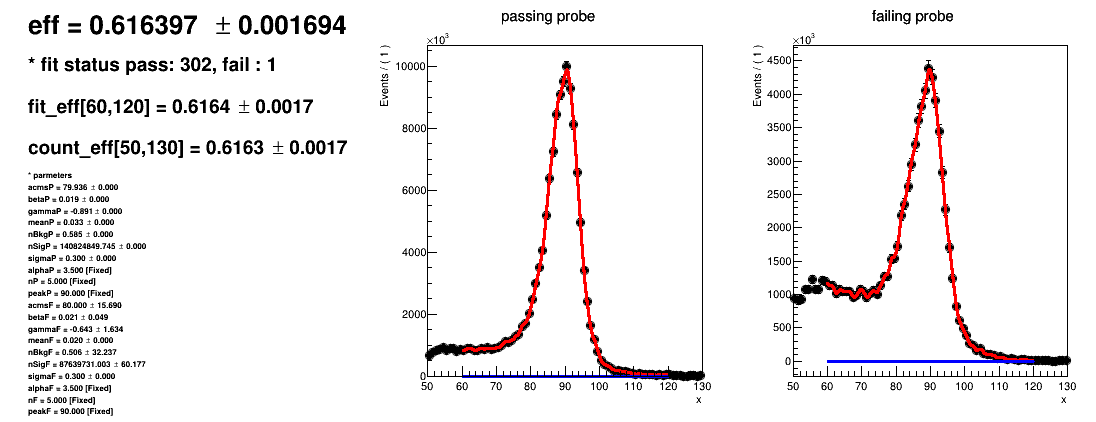 eff = 0.616397 ± 0.001694
* fit status pass: 302, fail : 1
fit_eff[60,120] = 0.6164 ± 0.0017
count_eff[50,130] = 0.6163 ± 0.0017
* parmeters
acmsP = 79.936 ± 0.000
betaP = 0.019 ± 0.000
gammaP = -0.891 ± 0.000
meanP = 0.033 ± 0.000
nBkgP = 0.585 ± 0.000
nSigP = 140824849.745 ± 0.000
sigmaP = 0.300 ± 0.000
alphaP = 3.500 [Fixed]
nP = 5.000 [Fixed]
peakP = 90.000 [Fixed]
acmsF = 80.000 ± 15.690
betaF = 0.021 ± 0.049
gammaF = -0.643 ± 1.634
meanF = 0.020 ± 0.000
nBkgF = 0.506 ± 32.237
nSigF = 87639731.003 ± 60.177
sigmaF = 0.300 ± 0.000
alphaF = 3.500 [Fixed]
nF = 5.000 [Fixed]
peakF = 90.000 [Fixed]
passing probe
×10³
Events / ( 1 )
10000
8000
6000
4000
2000
0
50 60 70 80 90 100 110 120 130
x
failing probe
×10³
Events / ( 1 )
4500
4000
3500
3000
2500
2000
1500
1000
500
0
50 60 70 80 90 100 110 120 130
x